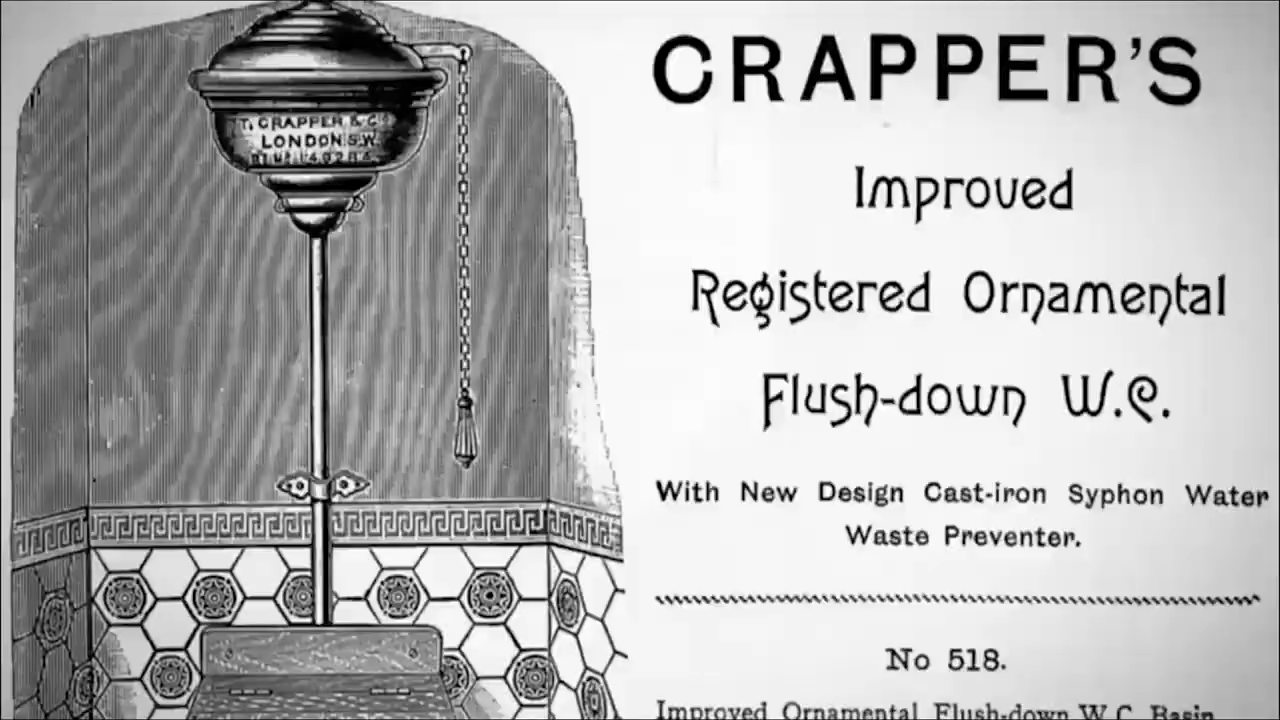 T. CRAPPER & Co
LONDON S.W.
CRAPPER'S
Improved
Registered Ornamental
Flush-down W.C.
With New Design Cast-iron Syphon Water
Waste Preventer.
No 518.
Improved Ornamental Flush-down W.C. Basin